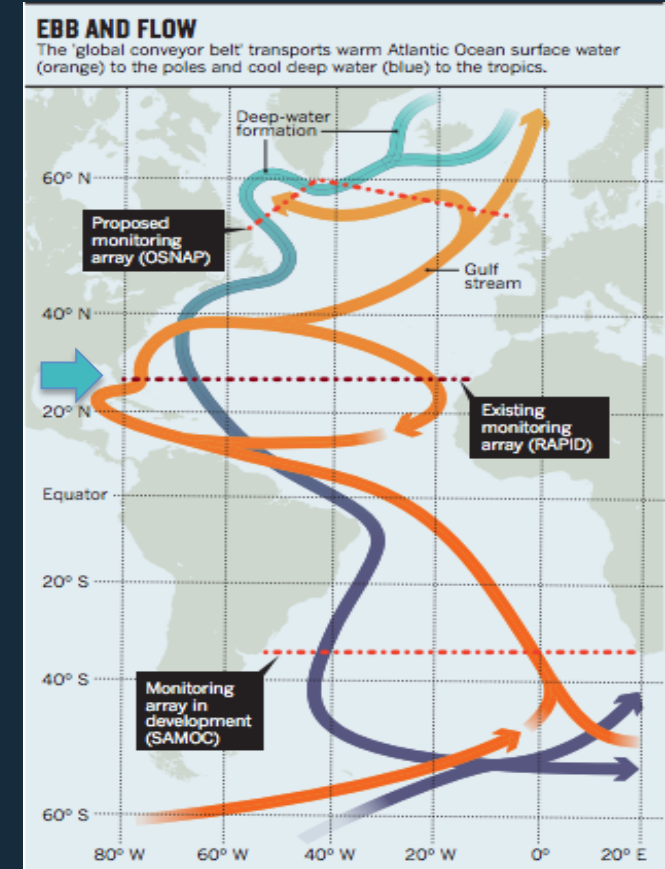 EBB AND FLOW
The 'global conveyor belt' transports warm Atlantic Ocean surface water
(orange) to the poles and cool deep water (blue) to the tropics.
Deep-water
formation
60° N
Proposed
monitoring
array (OSNAP)
Gulf
stream
40° N
20° N
Existing
monitoring
array (RAPID)
Equator
20° S
40° S
Monitoring
array in
development
(SAMOC)
60° S
80° W 60° W 40° W 20° W 0° 20° E